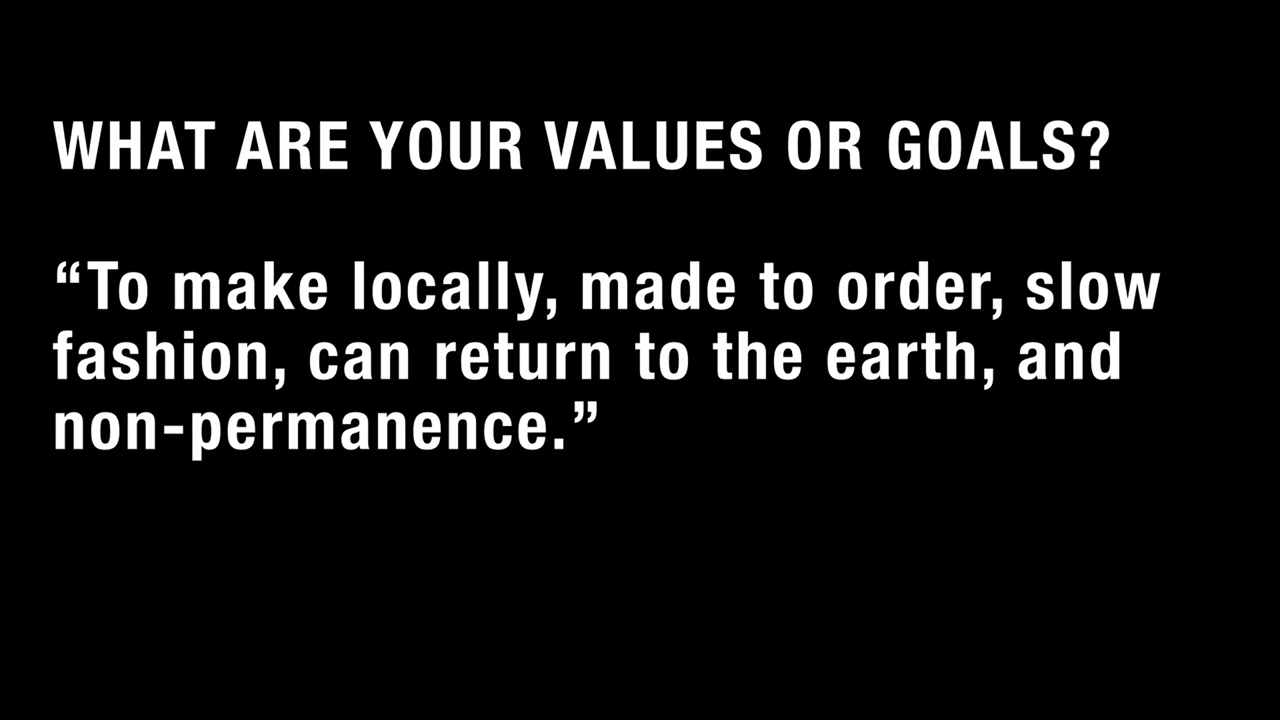 WHAT ARE YOUR VALUES OR GOALS?
“To make locally, made to order, slow
fashion, can return to the earth, and
non-permanence.”